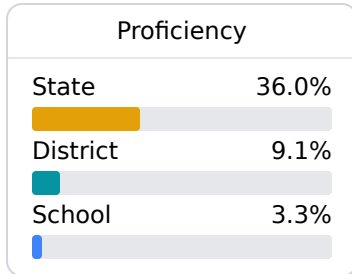 Proficiency
State 36.0%
District 9.1%
School 3.3%